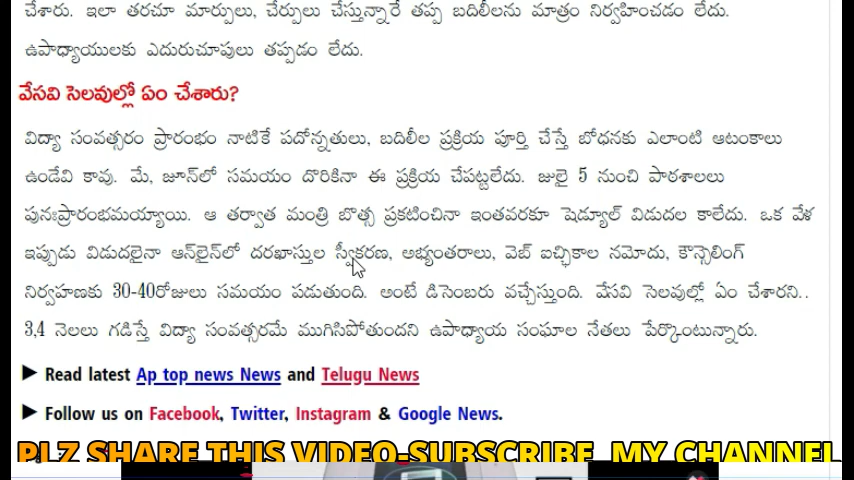 చేశారు. ఇలా తరచూ మార్పులు, చేర్పులు చేస్తున్నారే తప్ప బదిలీలను మాత్రం నిర్వహించడం లేదు.
ఉపాధ్యాయులకు ఎదురుచూపులు తప్పడం లేదు.
వేసవి సెలవుల్లో ఏం చేశారు?
విద్యా సంవత్సరం ప్రారంభం నాటికే పదోన్నతులు, బదిలీల ప్రక్రియ పూర్తి చేస్తే బోధనకు ఎలాంటి ఆటంకాలు
ఉండేవి కావు. మే, జూన్‌లో సమయం దొరికినా ఈ ప్రక్రియ చేపట్టలేదు. జులై 5 నుంచి పాఠశాలలు
పునఃప్రారంభమయ్యాయి. ఆ తర్వాత మంత్రి బొత్స ప్రకటించినా ఇంతవరకూ షెడ్యూల్ విడుదల కాలేదు. ఒక వేళ
ఇప్పుడు విడుదలైనా ఆన్‌లైన్‌లో దరఖాస్తుల స్వీకరణ, అభ్యంతరాలు, వెబ్ ఐచ్ఛికాల నమోదు, కౌన్సెలింగ్
నిర్వహణకు 30-40రోజులు సమయం పడుతుంది. అంటే డిసెంబరు వచ్చేస్తుంది. వేసవి సెలవుల్లో ఏం చేశారని..
3,4 నెలలు గడిస్తే విద్యా సంవత్సరమే ముగిసిపోతుందని ఉపాధ్యాయ సంఘాల నేతలు పేర్కొంటున్నారు.
▶ Read latest Ap top news News and Telugu News
▶ Follow us on Facebook, Twitter, Instagram & Google News.
PLZ SHARE THIS VIDEO-SUBSCRIBE MY CHANNEL